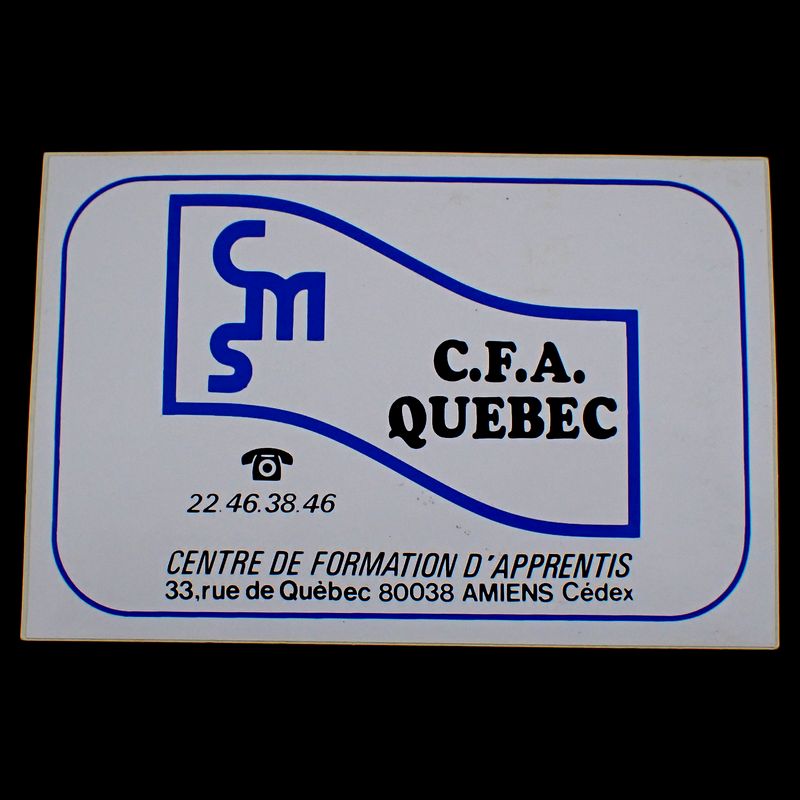 CMS
C.F.A.
QUEBEC
22.46.38.46
CENTRE DE FORMATION D'APPRENTIS
33,rue de Quèbec 80038 AMIENS Cédex